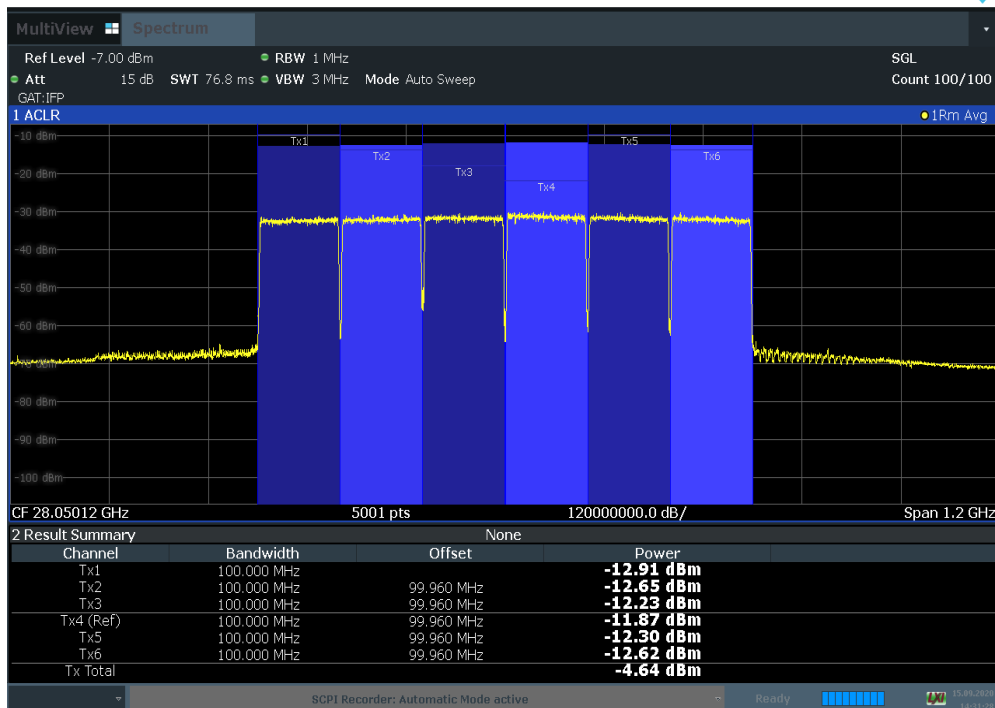 MultiView Spectrum
Ref Level -7.00 dBm RBW 1 MHz SGL
Att 15 dB SWT 76.8 ms VBW 3 MHz Mode Auto Sweep Count 100/100
GAT:IFP
1 ACLR 1Rm Avg
-10 dBm
Tx1 Tx5
Tx2 Tx6
-20 dBm Tx3
Tx4
-30 dBm
-40 dBm
-50 dBm
-60 dBm
-70 dBm
-80 dBm
-90 dBm
-100 dBm
CF 28.05012 GHz 5001 pts 120000000.0 dB/ Span 1.2 GHz
2 Result Summary None
Channel Bandwidth Offset Power
Tx1 100.000 MHz -12.91 dBm
Tx2 100.000 MHz 99.960 MHz -12.65 dBm
Tx3 100.000 MHz 99.960 MHz -12.23 dBm
Tx4 (Ref) 100.000 MHz 99.960 MHz -11.87 dBm
Tx5 100.000 MHz 99.960 MHz -12.30 dBm
Tx6 100.000 MHz 99.960 MHz -12.62 dBm
Tx Total -4.64 dBm
SCPI Recorder: Automatic Mode active Ready LXI 15.09.2020